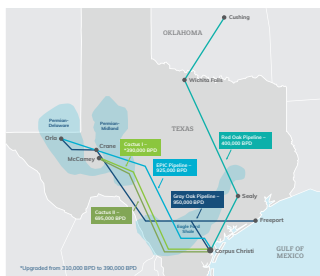 Cushing
OKLAHOMA
Wichita Falls
Permian-
Delaware
Permian-
Midland
TEXAS
Orla
Crane
McCamey
Cactus I –
*390,000 BPD
Red Oak Pipeline –
400,000 BPD
EPIC Pipeline –
825,000 BPD
Gray Oak Pipeline –
850,000 BPD
Cactus II –
685,000 BPD
Sealy
Freeport
Eagle Ford
Shale
Corpus Christi
GULF OF
MEXICO
*Upgraded from 310,000 BPD to 390,000 BPD